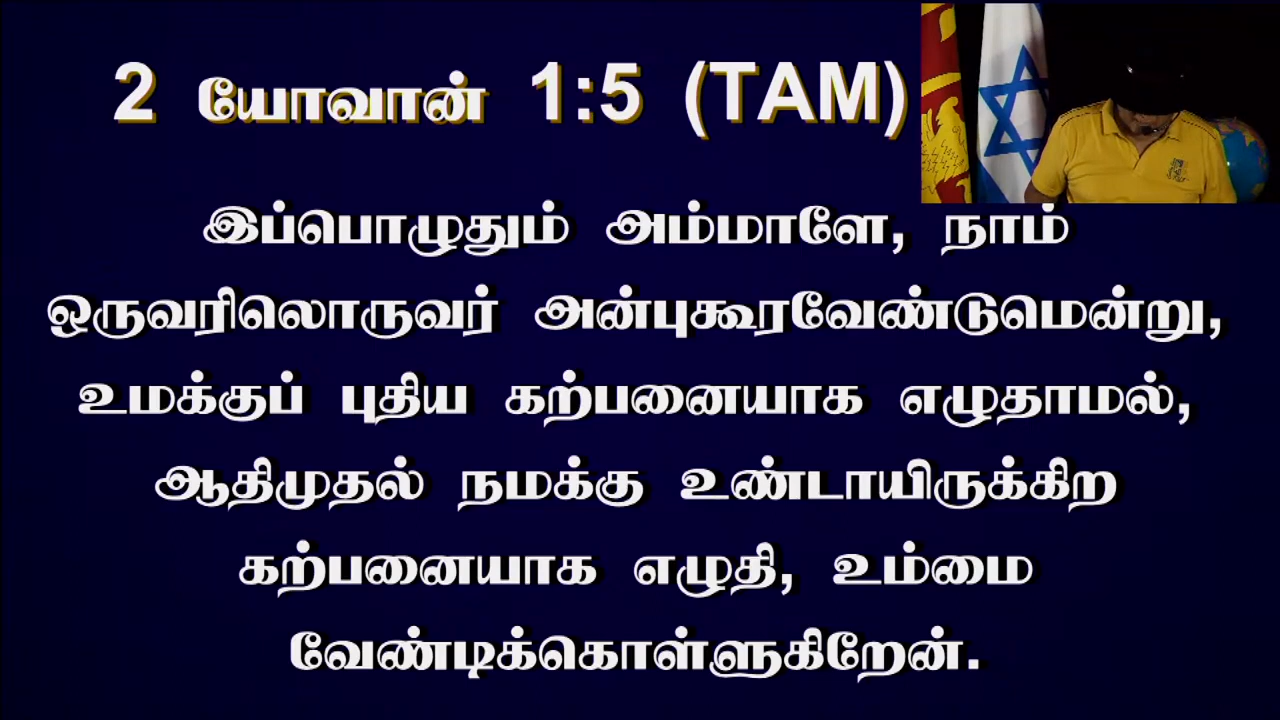 2 யோவான் 1:5 (TAM)
இப்பொழுதும் அம்மாளே, நாம்
ஒருவரிலொருவர் அன்புகூரவேண்டுமென்று,
உமக்குப் புதிய கற்பனையாக எழுதாமல்,
ஆதிமுதல் நமக்கு உண்டாயிருக்கிற
கற்பனையாக எழுதி, உம்மை
வேண்டிக்கொள்ளுகிறேன்.